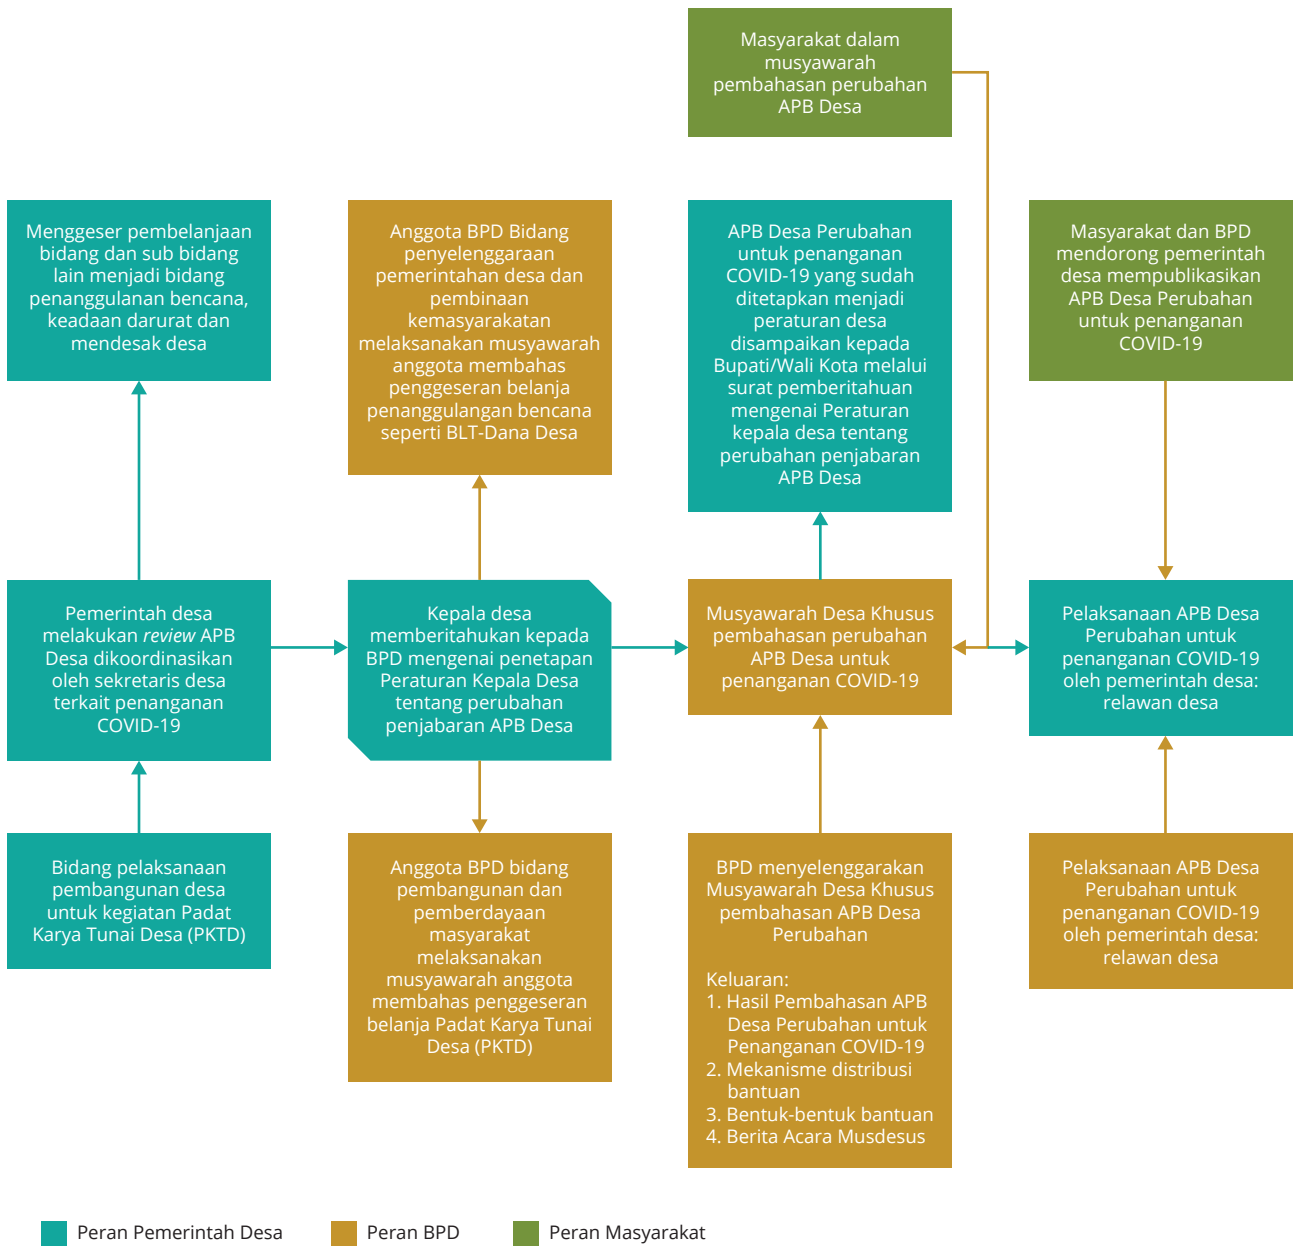 Masyarakat dalam
musyawarah
pembahasan perubahan
APB Desa
Menggeser pembelanjaan
bidang dan sub bidang
lain menjadi bidang
penanggulanan bencana,
keadaan darurat dan
mendesak desa
Anggota BPD Bidang
penyelenggaraan
pemerintahan desa dan
pembinaan
kemasyarakatan
melaksanakan musyawarah
anggota membahas
penggeseran belanja
penanggulangan bencana
seperti BLT-Dana Desa
APB Desa Perubahan
untuk penanganan
COVID-19 yang sudah
ditetapkan menjadi
peraturan desa
disampaikan kepada
Bupati/Wali Kota melalui
surat pemberitahuan
mengenai Peraturan
kepala desa tentang
perubahan penjabaran
APB Desa
Masyarakat dan BPD
mendorong pemerintah
desa mempublikasikan
APB Desa Perubahan
untuk penanganan
COVID-19
Pemerintah desa
melakukan review APB
Desa dikoordinasikan
oleh sekretaris desa
terkait penanganan
COVID-19
Kepala desa
memberitahukan kepada
BPD mengenai penetapan
Peraturan Kepala Desa
tentang perubahan
penjabaran APB Desa
Musyawarah Desa Khusus
pembahasan perubahan
APB Desa untuk
penanganan COVID-19
Pelaksanaan APB Desa
Perubahan untuk
penanganan COVID-19
oleh pemerintah desa:
relawan desa
Bidang pelaksanaan
pembangunan desa
untuk kegiatan Padat
Karya Tunai Desa (PKTD)
Anggota BPD bidang
pembangunan dan
pemberdayaan
masyarakat
melaksanakan
musyawarah anggota
membahas penggeseran
belanja Padat Karya Tunai
Desa (PKTD)
BPD menyelenggarakan
Musyawarah Desa Khusus
pembahasan APB Desa
Perubahan
Keluaran:
1. Hasil Pembahasan APB
Desa Perubahan untuk
Penanganan COVID-19
2. Mekanisme distribusi
bantuan
3. Bentuk-bentuk bantuan
4. Berita Acara Musdesus
Pelaksanaan APB Desa
Perubahan untuk
penanganan COVID-19
oleh pemerintah desa:
relawan desa
Peran Pemerintah Desa
Peran BPD
Peran Masyarakat